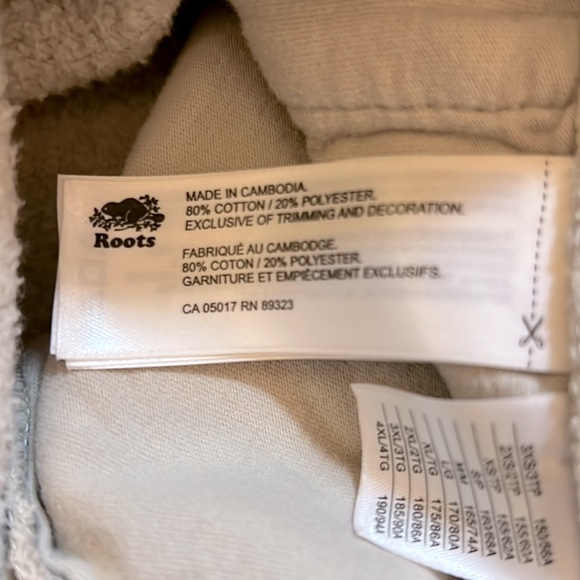 Roots
MADE IN CAMBODIA.
80% COTTON / 20% POLYESTER.
EXCLUSIVE OF TRIMMING AND DECORATION.
FABRIQUÉ AU CAMBODGE.
80% COTON / 20% POLYESTER.
GARNITURE ET EMPIÈCEMENT EXCLUSIFS.
CA 05017 RN 89323
3XS/3TP 150/58A
2XS/2TP 155/60A
XS/TP 155/62A
S/P 160/68A
M/M 165/74A
L/G 170/80A
XL/TG 175/86A
2XL/2TG 180/86A
3XL/3TG 185/90A
4XL/4TG 190/94A